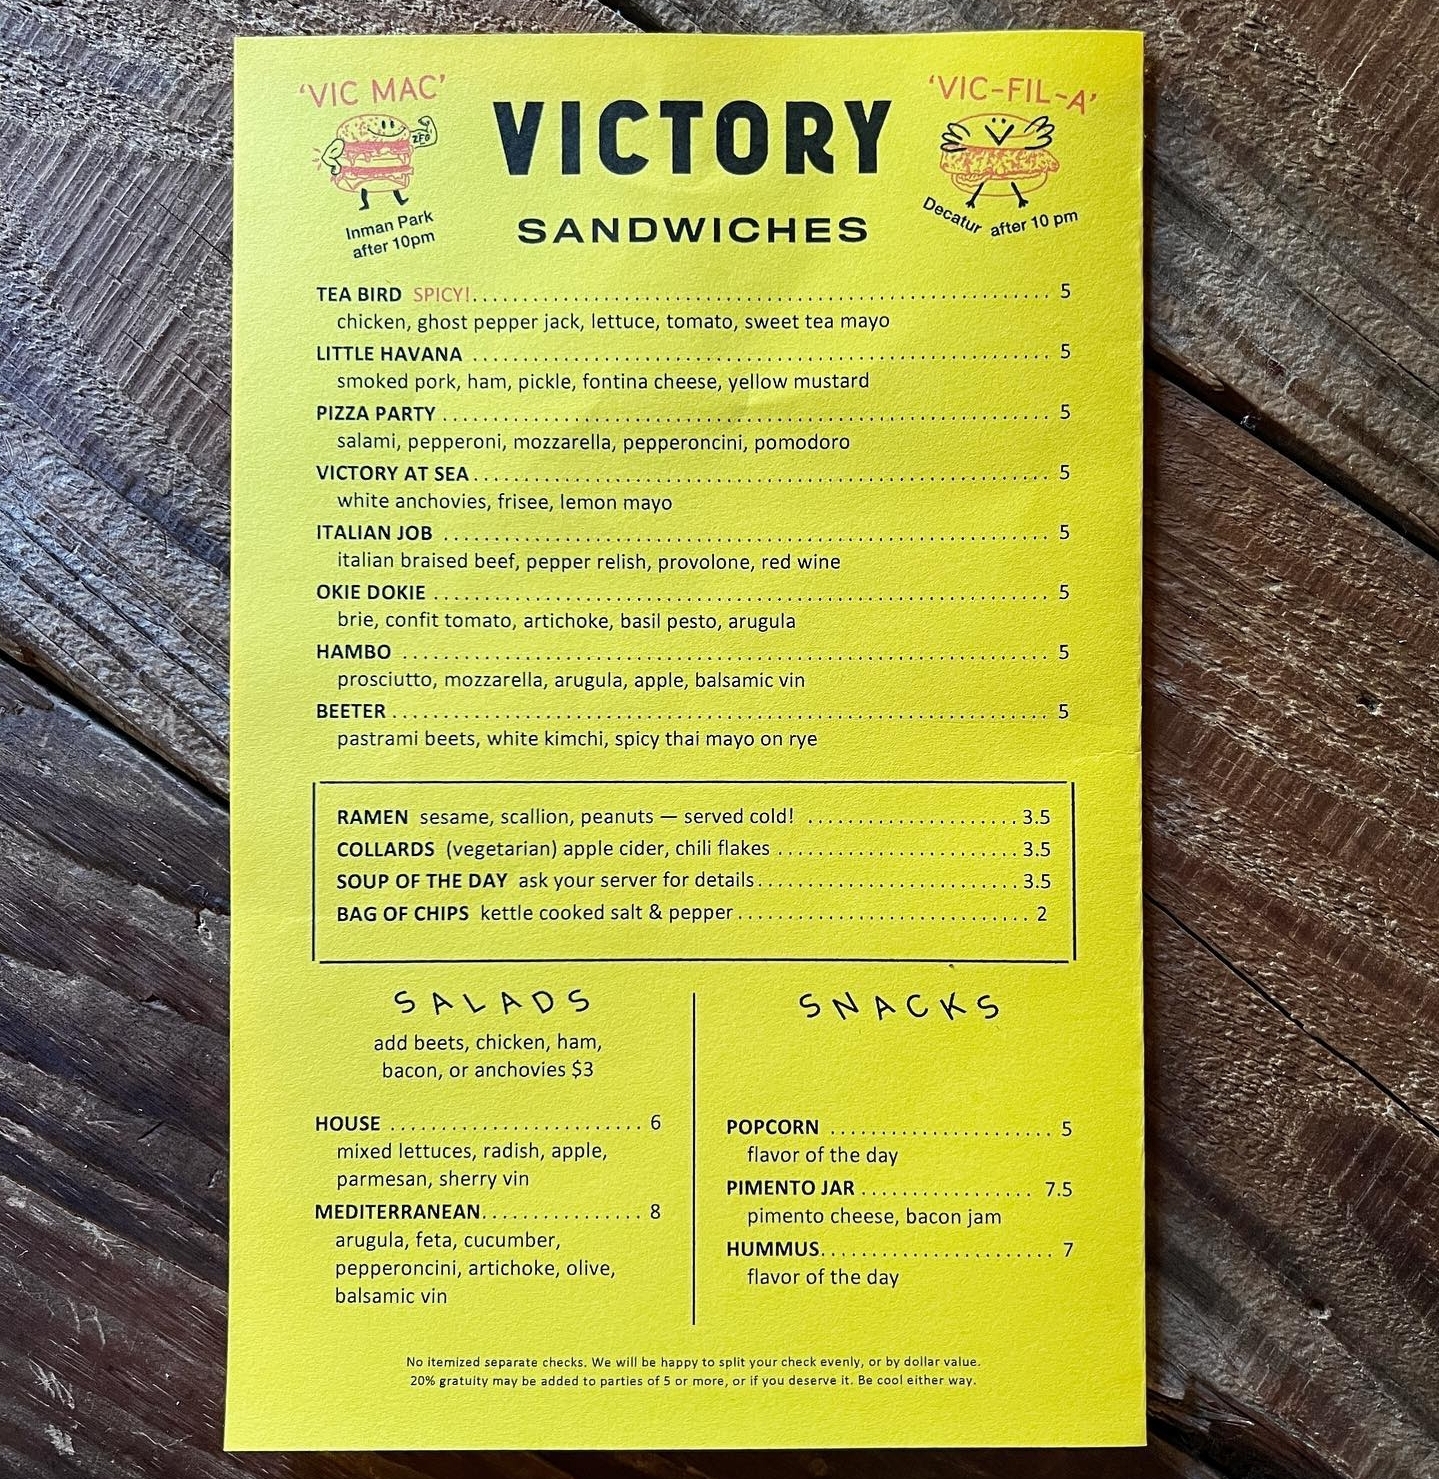 'VIC MAC'
2FG
Inman Park
after 10pm
VICTORY
SANDWICHES
'VIC-FIL-A'
Decatur after 10 pm
TEA BIRD SPICY! 5
chicken, ghost pepper jack, lettuce, tomato, sweet tea mayo
LITTLE HAVANA 5
smoked pork, ham, pickle, fontina cheese, yellow mustard
PIZZA PARTY 5
salami, pepperoni, mozzarella, pepperoncini, pomodoro
VICTORY AT SEA 5
white anchovies, frisee, lemon mayo
ITALIAN JOB 5
italian braised beef, pepper relish, provolone, red wine
OKIE DOKIE 5
brie, confit tomato, artichoke, basil pesto, arugula
HAMBO 5
prosciutto, mozzarella, arugula, apple, balsamic vin
BEETER 5
pastrami beets, white kimchi, spicy thai mayo on rye
RAMEN sesame, scallion, peanuts — served cold! 3.5
COLLARDS (vegetarian) apple cider, chili flakes 3.5
SOUP OF THE DAY ask your server for details 3.5
BAG OF CHIPS kettle cooked salt & pepper 2
SALADS
add beets, chicken, ham,
bacon, or anchovies $3
HOUSE 6
mixed lettuces, radish, apple,
parmesan, sherry vin
MEDITERRANEAN 8
arugula, feta, cucumber,
pepperoncini, artichoke, olive,
balsamic vin
SNACKS
POPCORN 5
flavor of the day
PIMENTO JAR 7.5
pimento cheese, bacon jam
HUMMUS 7
flavor of the day
No itemized separate checks. We will be happy to split your check evenly, or by dollar value.
20% gratuity may be added to parties of 5 or more, or if you deserve it. Be cool either way.